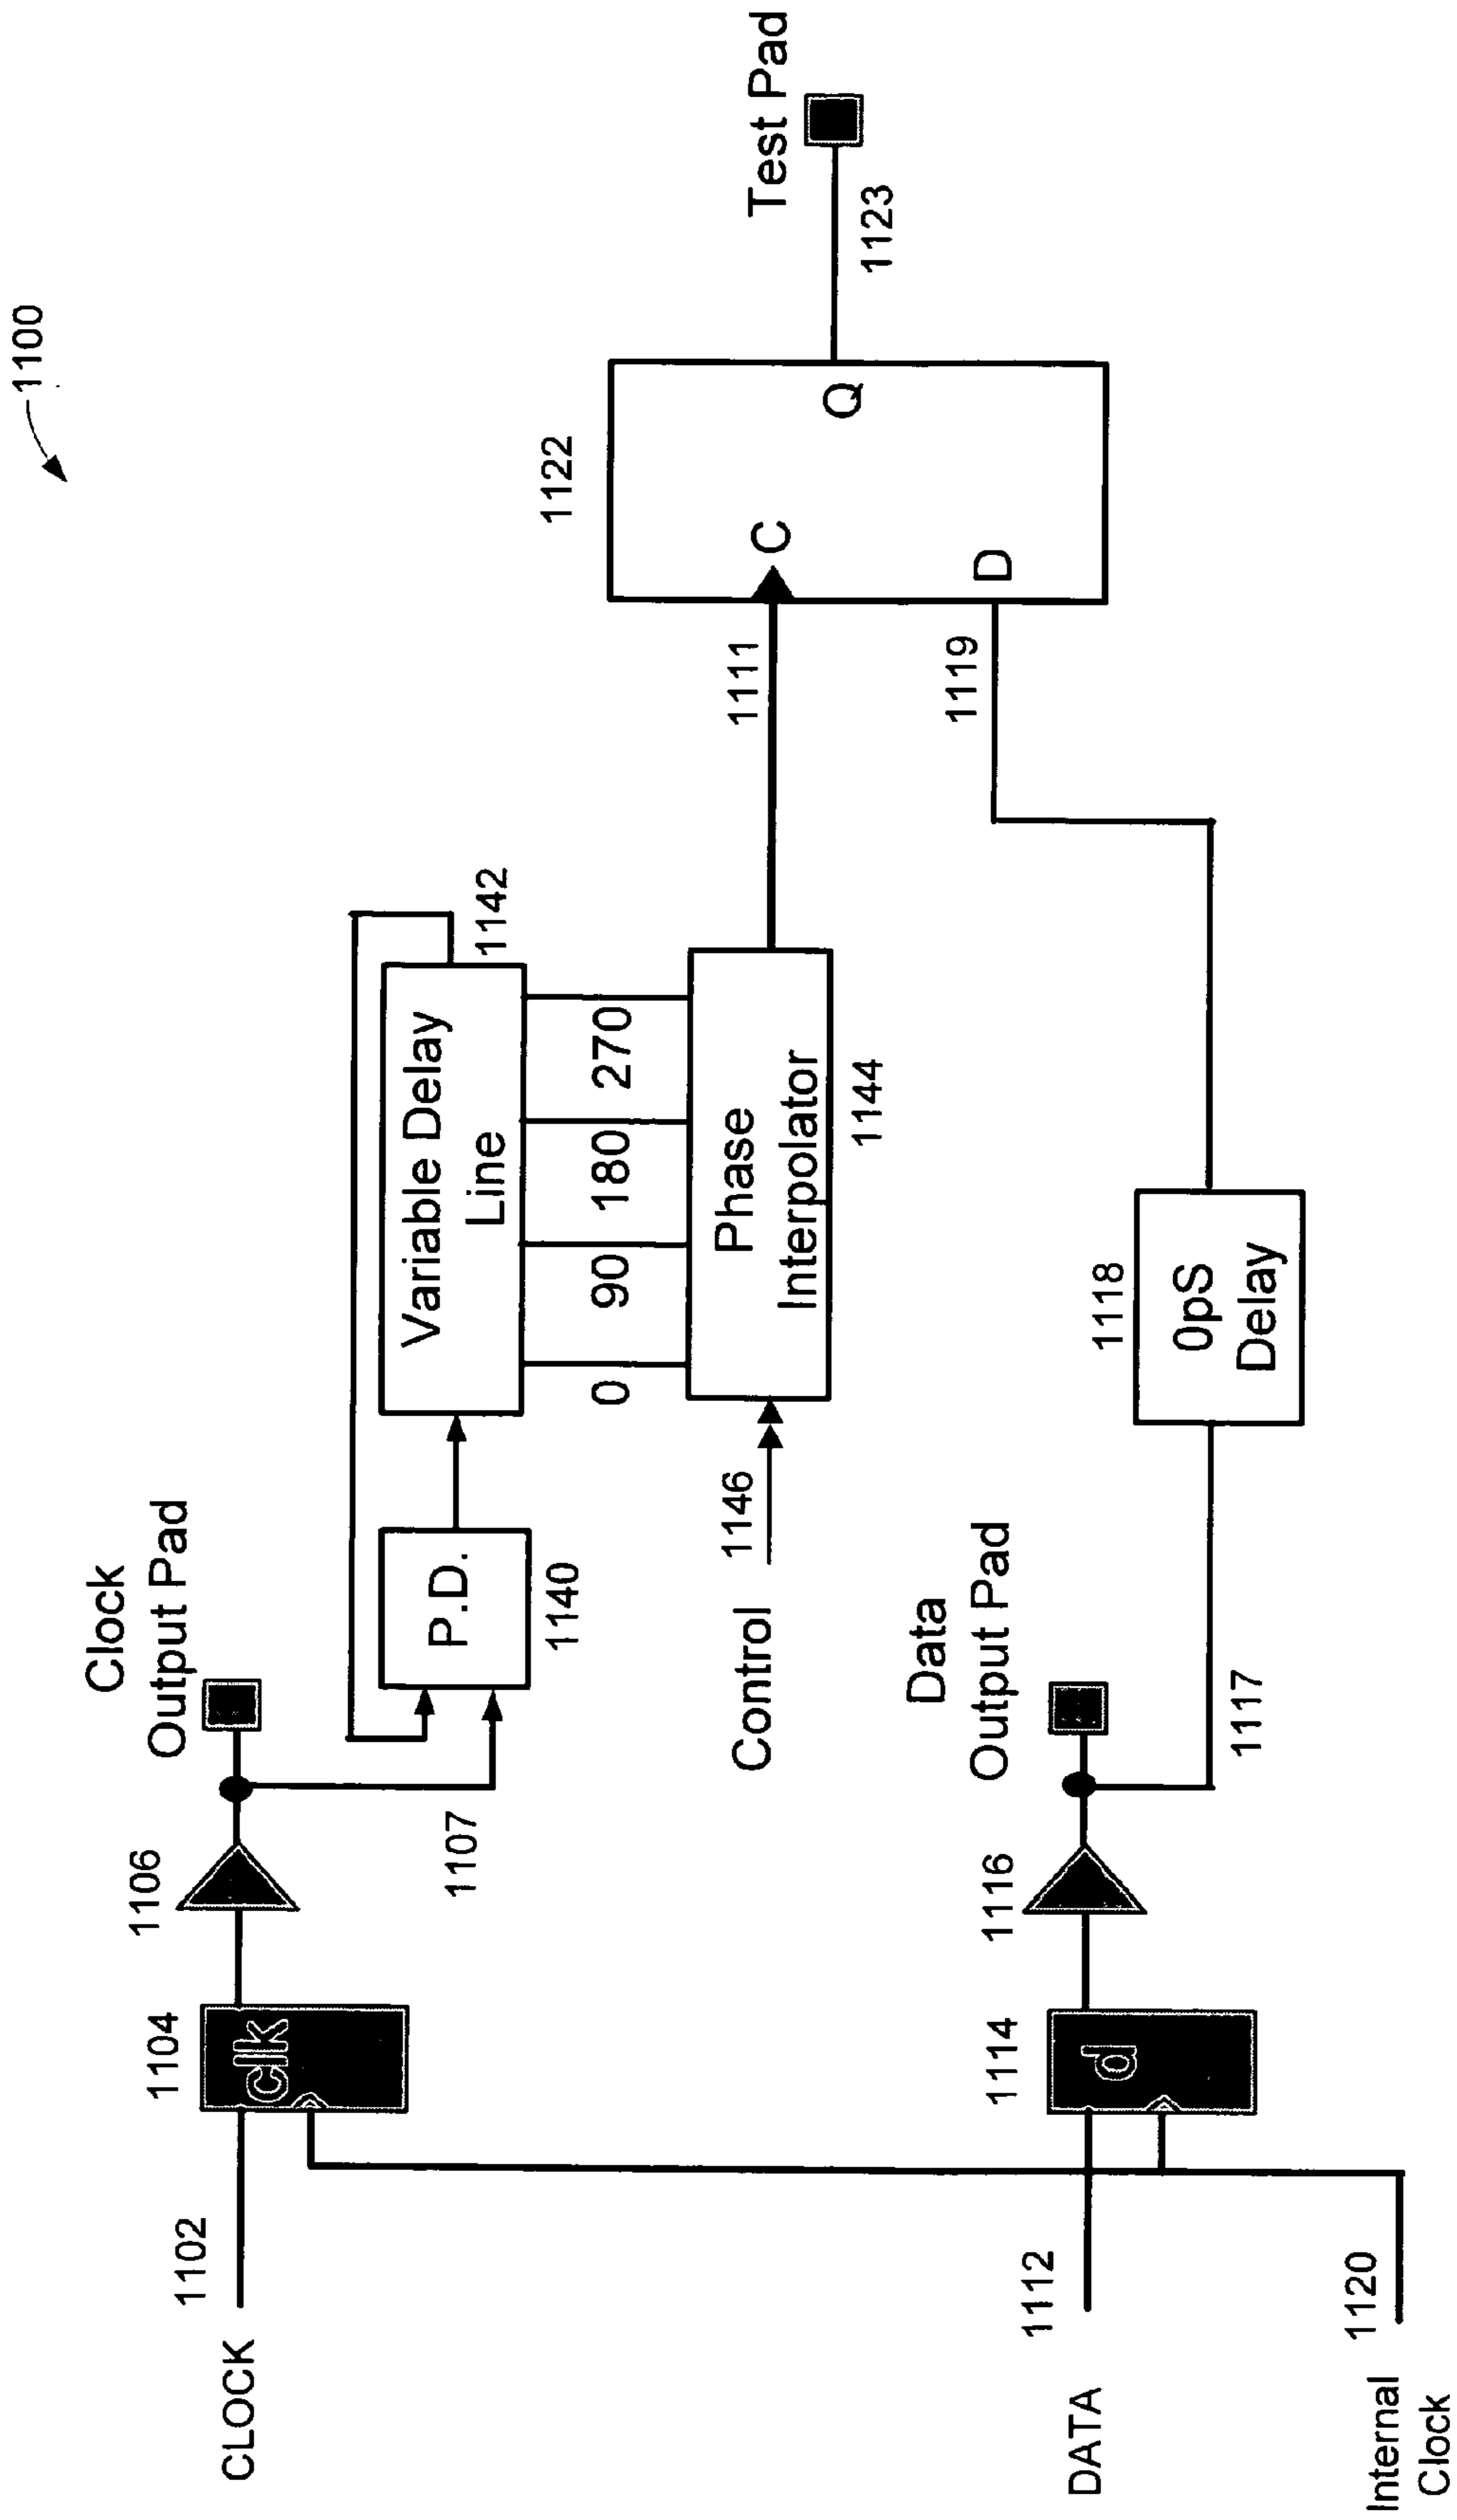 1100
CLOCK
1102
1104
clk
1106
Clock
Output Pad
1107
P.D.
1140
Variable Delay
Line
1142
0
90
180
270
Phase
Interpolator
1144
Control
1146
1111
1122
C
D
Q
1123
Test Pad
DATA
1112
1114
d
1116
Data
Output Pad
1117
1118
0pS
Delay
1119
Internal
Clock
1120